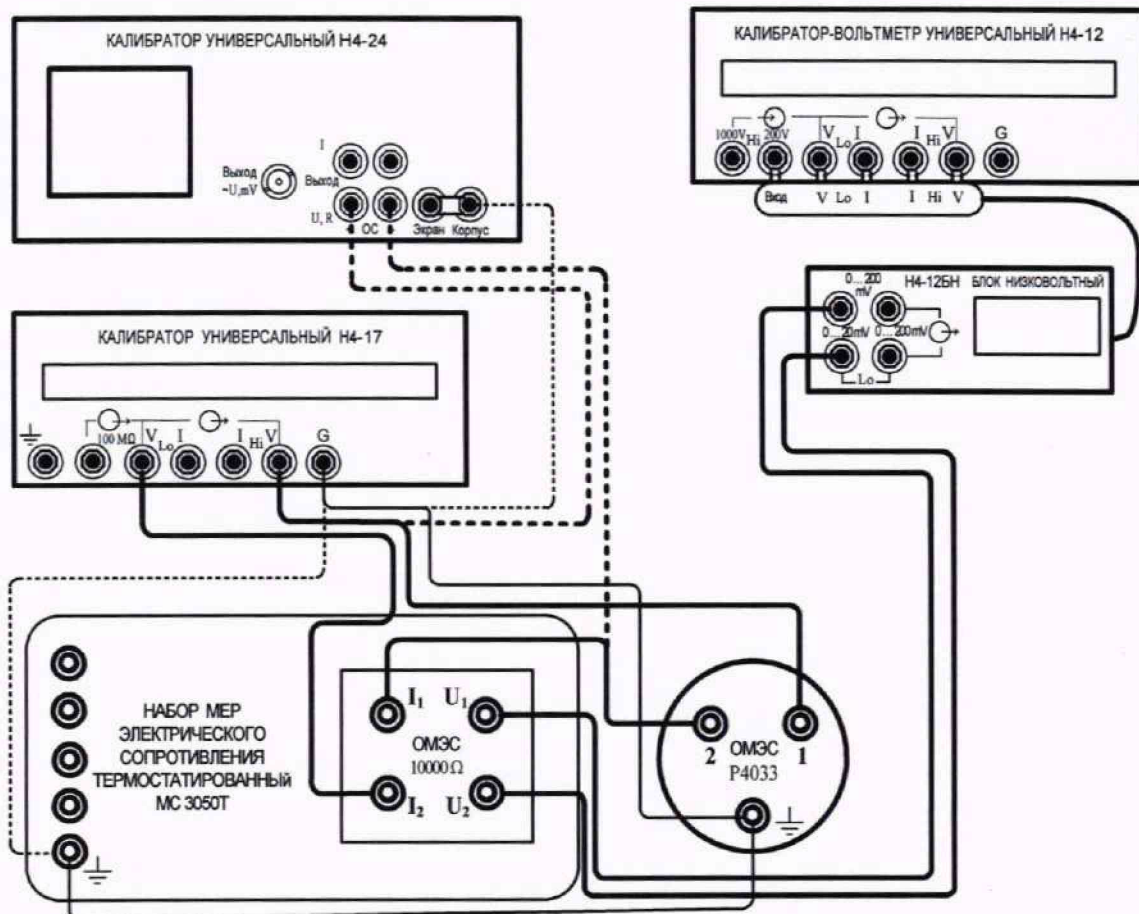 КАЛИБРАТОР УНИВЕРСАЛЬНЫЙ Н4-24
Выход
~U,mV
I
Выход
U, R
+ ОС -
Экран Корпус
КАЛИБРАТОР-ВОЛЬТМЕТР УНИВЕРСАЛЬНЫЙ Н4-12
1000V Hi 200V V Lo I I Hi V G
Вход V Lo I I Hi V
Н4-12БН БЛОК НИЗКОВОЛЬТНЫЙ
0...200
mV
0...20mV 0...200mV
Lo
КАЛИБРАТОР УНИВЕРСАЛЬНЫЙ Н4-17
100 MΩ V Lo I I Hi V G
НАБОР МЕР
ЭЛЕКТРИЧЕСКОГО
СОПРОТИВЛЕНИЯ
ТЕРМОСТАТИРОВАННЫЙ
МС 3050Т
I₁ U₁
ОМЭС
10000 Ω
I₂ U₂
2 ОМЭС 1
Р4033